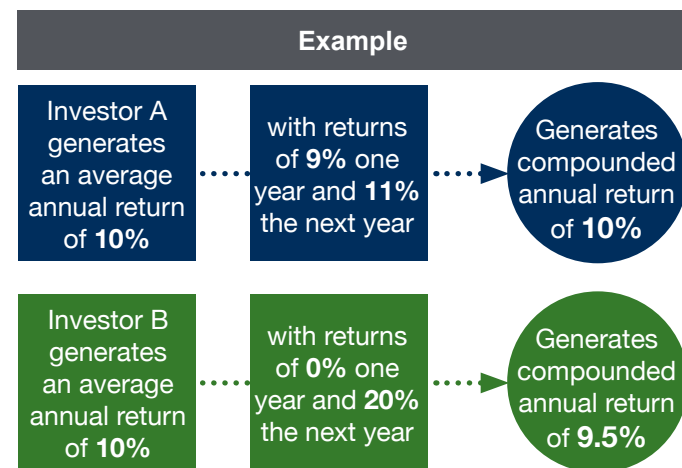 Example
Investor A
generates
an average
annual return
of 10%
with returns
of 9% one
year and 11%
the next year
Generates
compounded
annual return
of 10%
Investor B
generates
an average
annual return
of 10%
with returns
of 0% one
year and 20%
the next year
Generates
compounded
annual return
of 9.5%